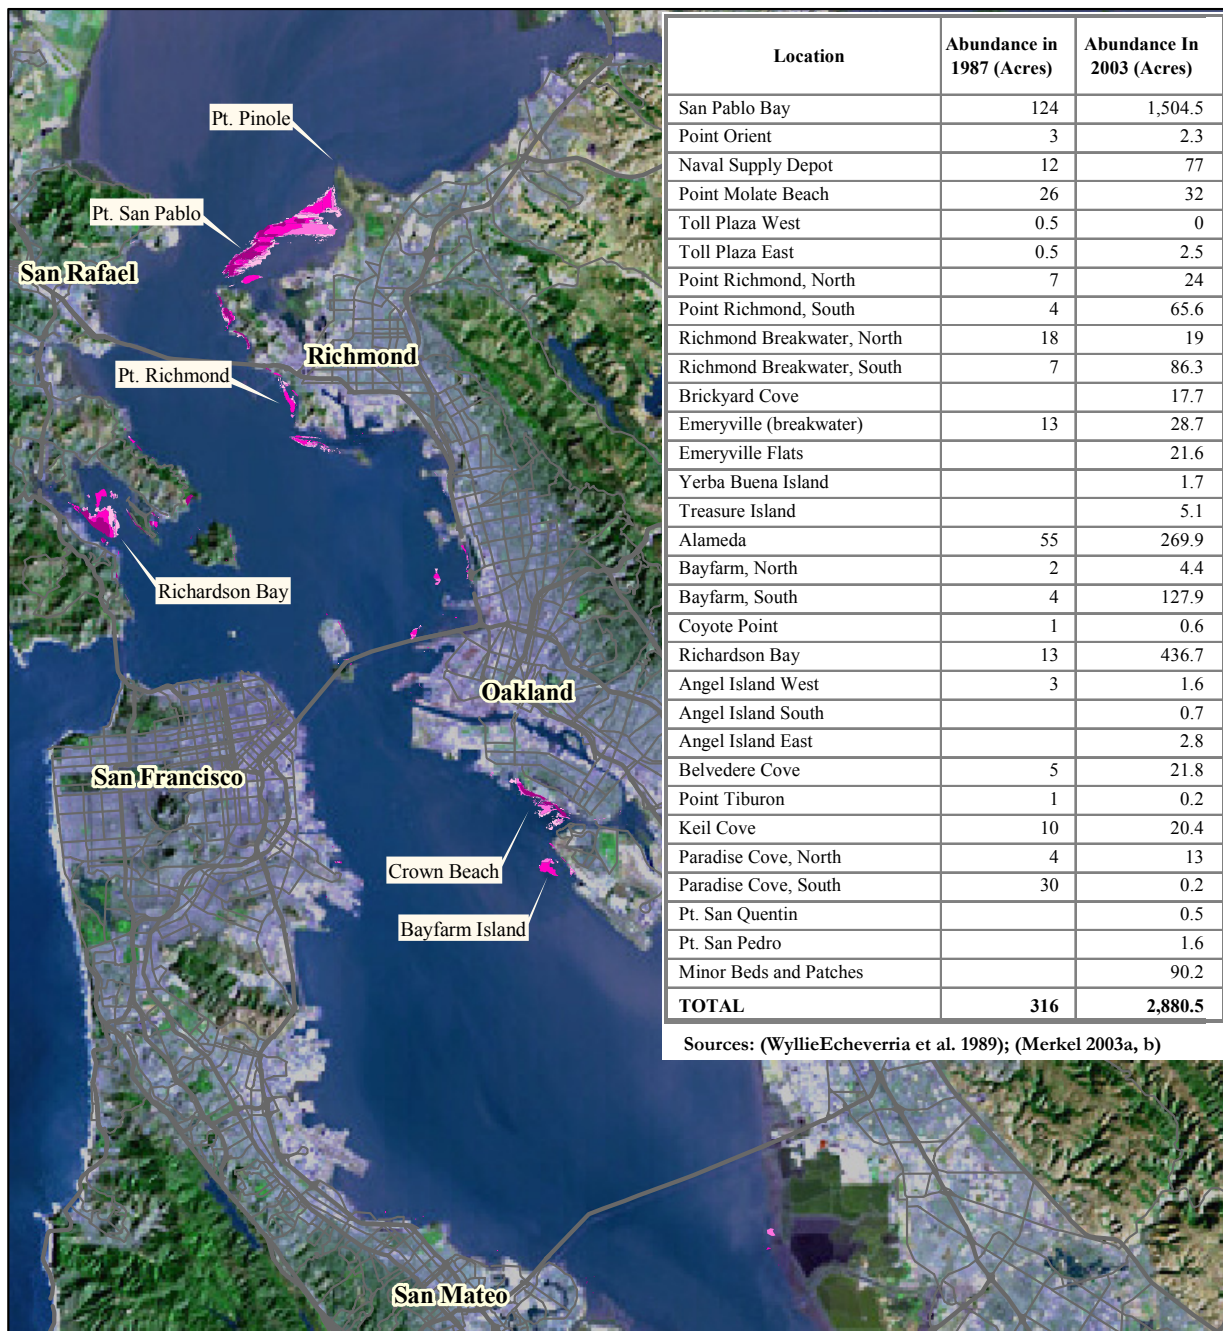 Pt. Pinole
Pt. San Pablo
San Rafael
Richmond
Pt. Richmond
Richardson Bay
Oakland
San Francisco
Crown Beach
Bayfarm Island
San Mateo
Location Abundance in 1987 (Acres) Abundance In 2003 (Acres)
San Pablo Bay 124 1,504.5
Point Orient 3 2.3
Naval Supply Depot 12 77
Point Molate Beach 26 32
Toll Plaza West 0.5 0
Toll Plaza East 0.5 2.5
Point Richmond, North 7 24
Point Richmond, South 4 65.6
Richmond Breakwater, North 18 19
Richmond Breakwater, South 7 86.3
Brickyard Cove 17.7
Emeryville (breakwater) 13 28.7
Emeryville Flats 21.6
Yerba Buena Island 1.7
Treasure Island 5.1
Alameda 55 269.9
Bayfarm, North 2 4.4
Bayfarm, South 4 127.9
Coyote Point 1 0.6
Richardson Bay 13 436.7
Angel Island West 3 1.6
Angel Island South 0.7
Angel Island East 2.8
Belvedere Cove 5 21.8
Point Tiburon 1 0.2
Keil Cove 10 20.4
Paradise Cove, North 4 13
Paradise Cove, South 30 0.2
Pt. San Quentin 0.5
Pt. San Pedro 1.6
Minor Beds and Patches 90.2
TOTAL 316 2,880.5
Sources: (WyllieEcheverria et al. 1989); (Merkel 2003a, b)